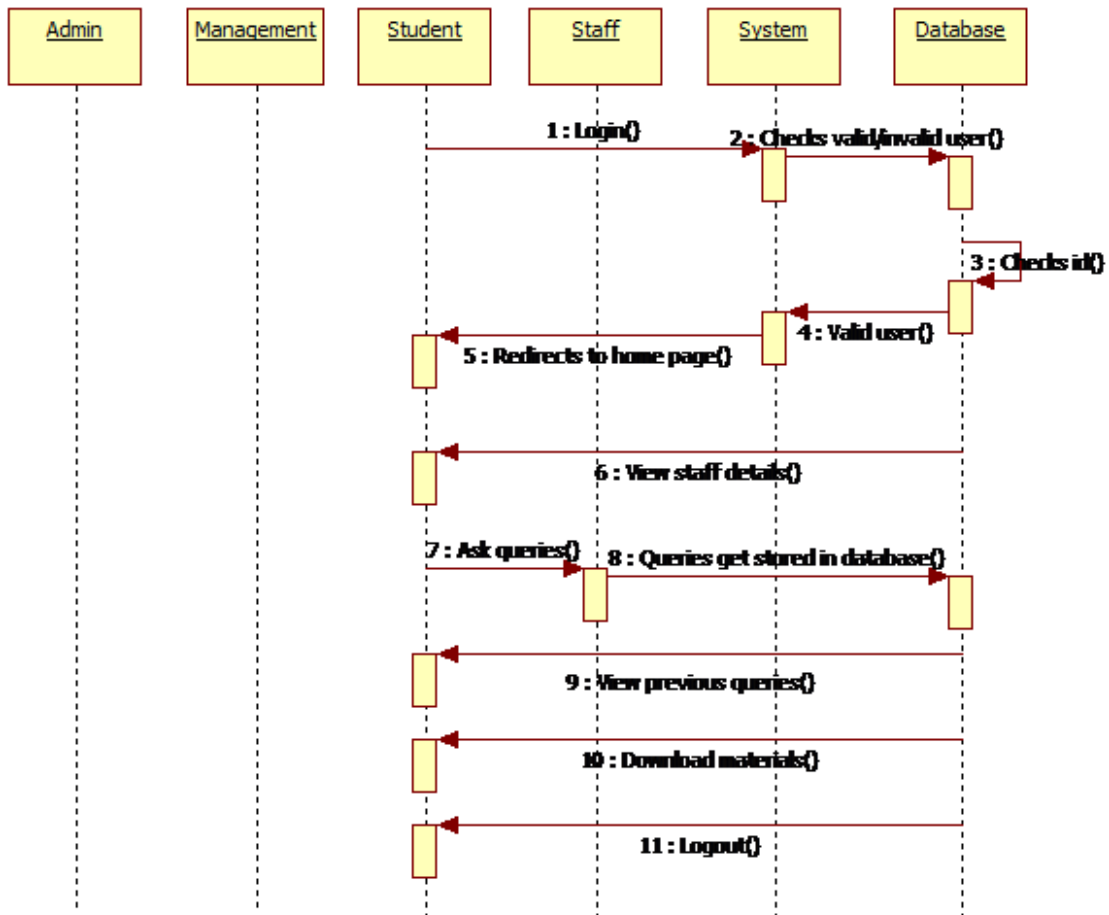 Admin
Management
Student
Staff
System
Database
1 : Login()
2 : Checks valid/invalid user()
3 : Checks id()
4 : Valid user()
5 : Redirects to home page()
6 : View staff details()
7 : Ask queries()
8 : Queries get stored in database()
9 : View previous queries()
10 : Download materials()
11 : Logout()